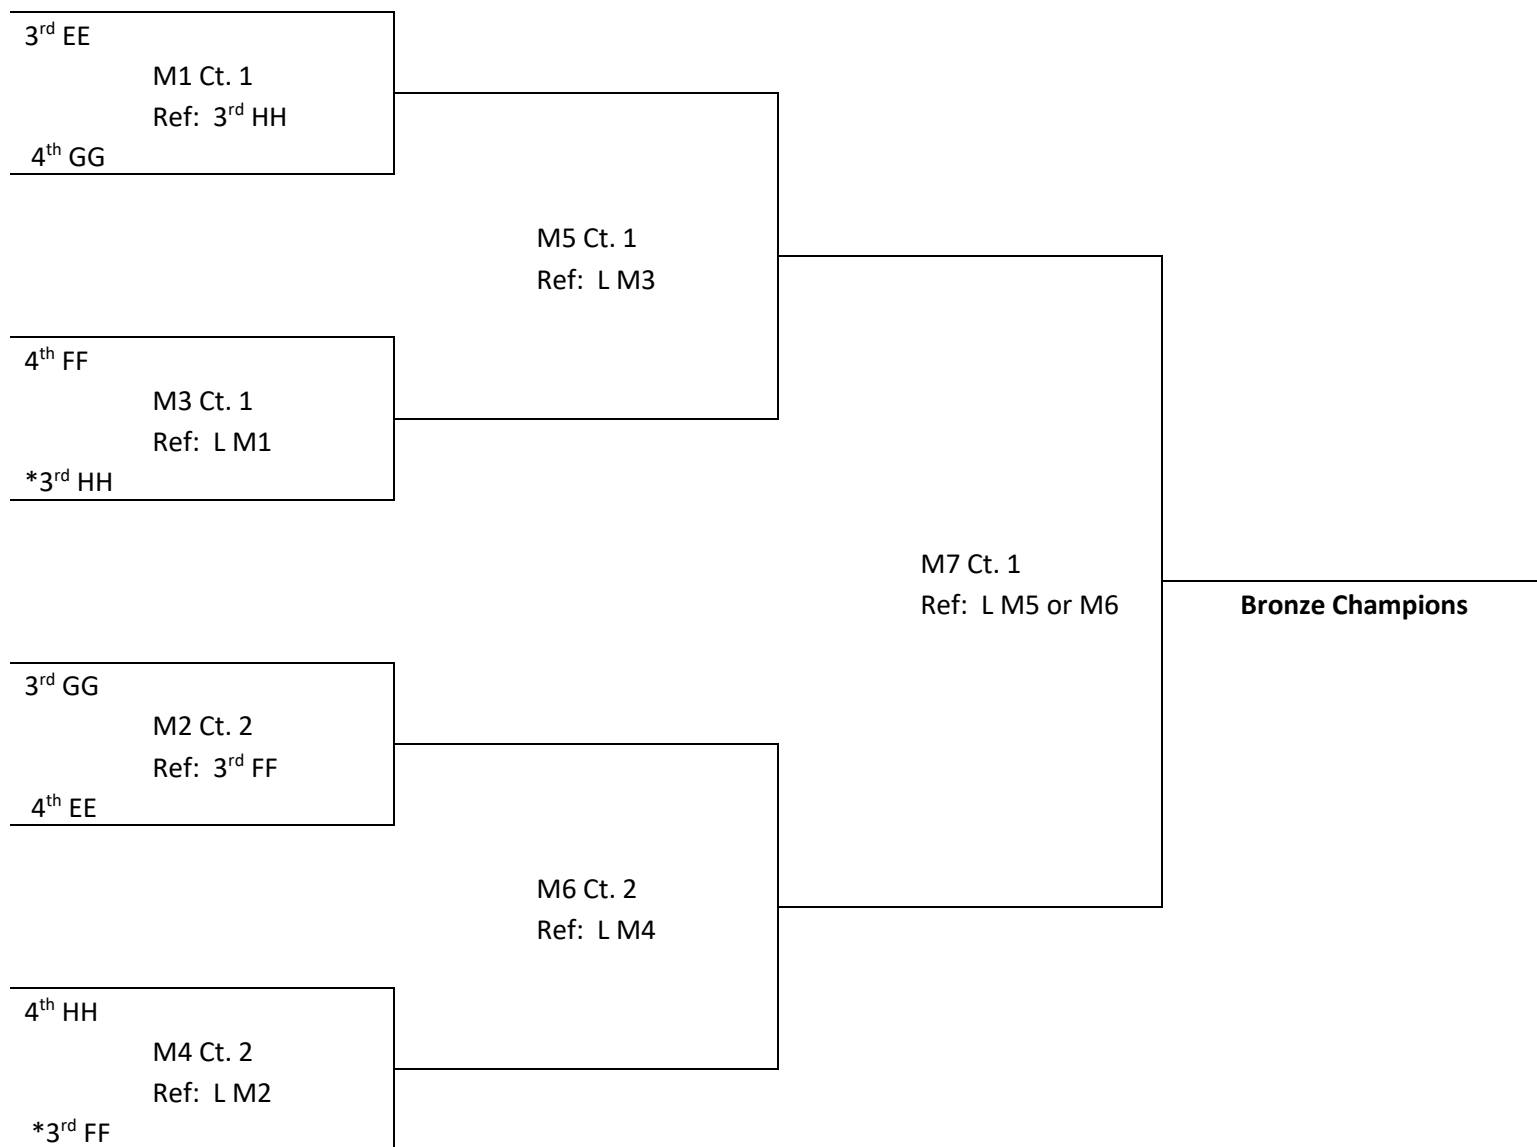 3rd EE
M1 Ct. 1
Ref: 3rd HH
4th GG
M5 Ct. 1
Ref: L M3
4th FF
M3 Ct. 1
Ref: L M1
*3rd HH
M7 Ct. 1
Ref: L M5 or M6
Bronze Champions
3rd GG
M2 Ct. 2
Ref: 3rd FF
4th EE
M6 Ct. 2
Ref: L M4
4th HH
M4 Ct. 2
Ref: L M2
*3rd FF